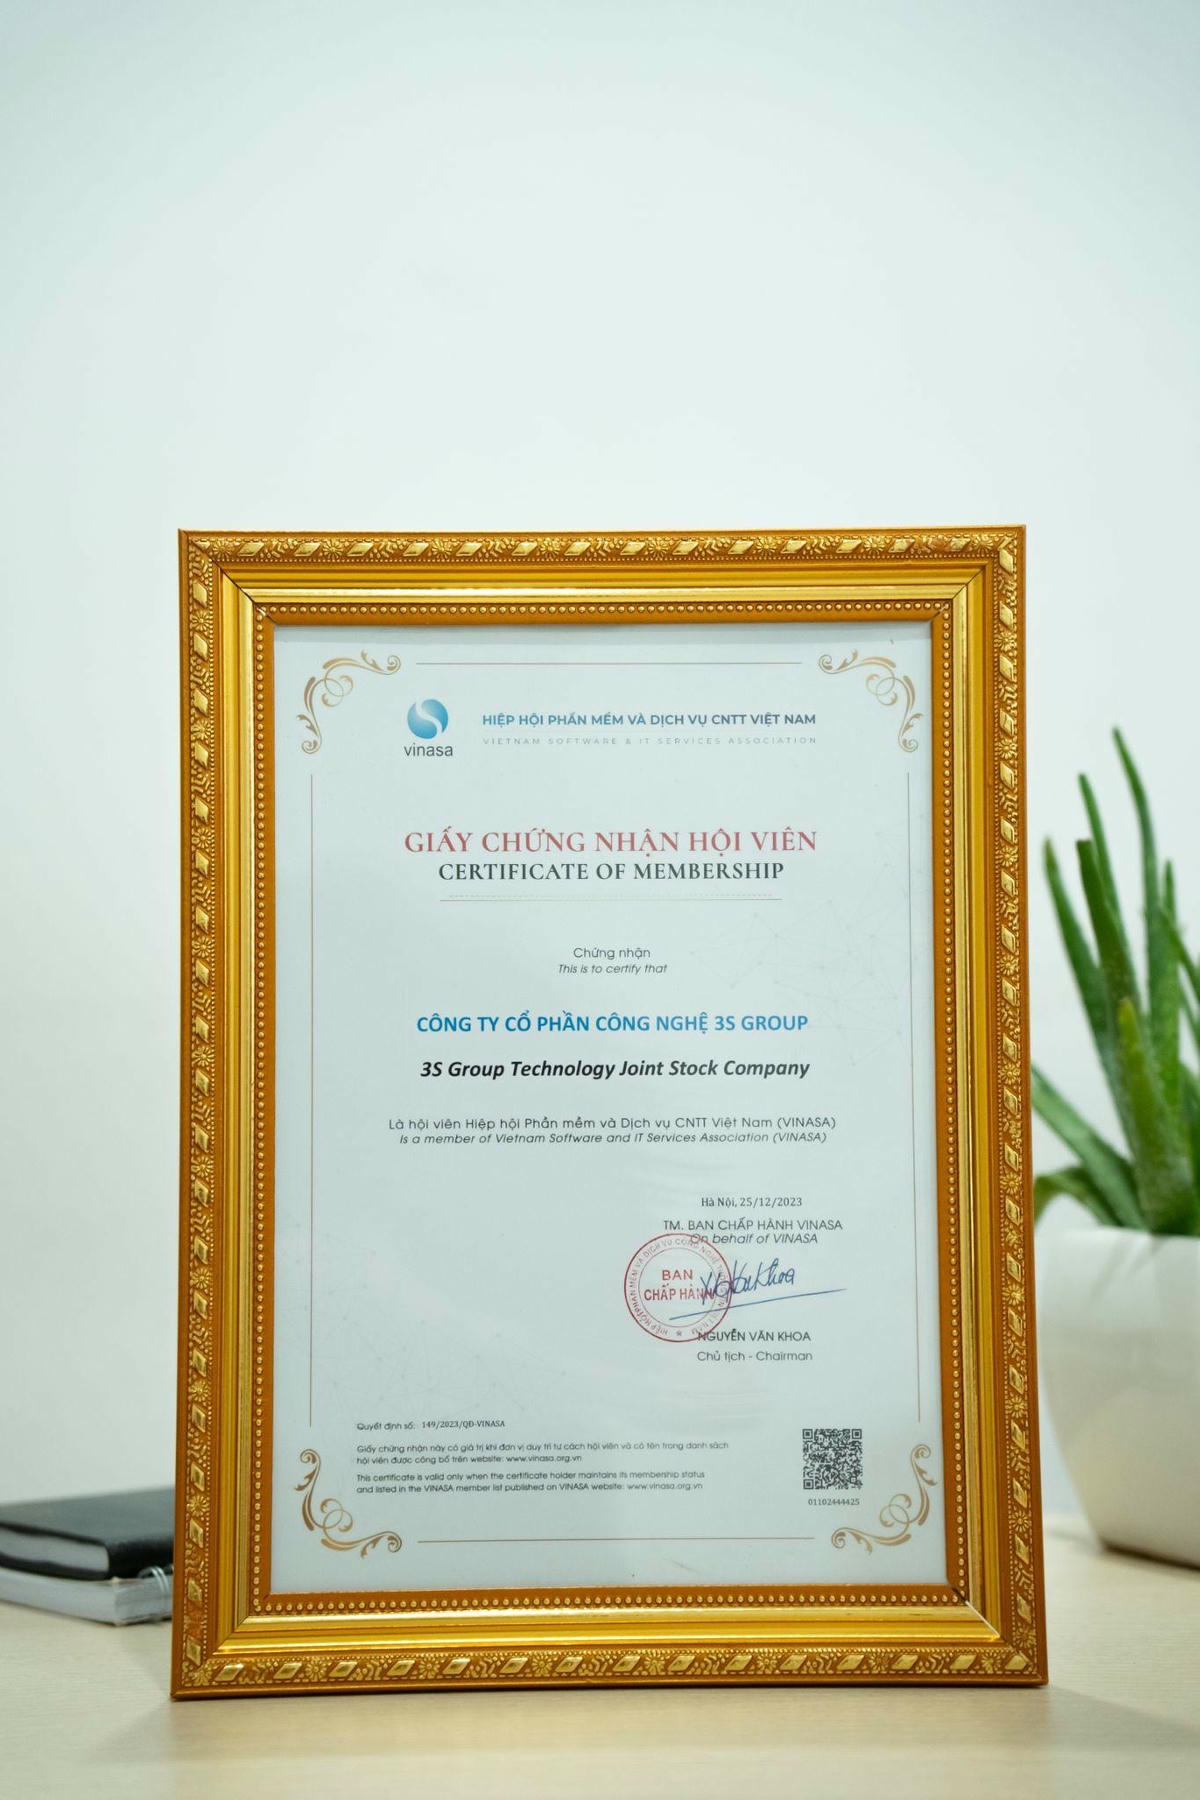 vinasa
HIỆP HỘI PHẦN MỀM VÀ DỊCH VỤ CNTT VIỆT NAM
VIETNAM SOFTWARE & IT SERVICES ASSOCIATION
GIẤY CHỨNG NHẬN HỘI VIÊN
CERTIFICATE OF MEMBERSHIP
Chứng nhận
This is to certify that
CÔNG TY CỔ PHẦN CÔNG NGHỆ 3S GROUP
3S Group Technology Joint Stock Company
Là hội viên Hiệp hội Phần mềm và Dịch vụ CNTT Việt Nam (VINASA)
Is a member of Vietnam Software and IT Services Association (VINASA)
Hà Nội, 25/12/2023
TM. BAN CHẤP HÀNH VINASA
On behalf of VINASA
BAN
CHẤP HÀNH
NGUYỄN VĂN KHOA
Chủ tịch - Chairman
Quyết định số: 149/2023/QĐ-VINASA
Giấy chứng nhận này có giá trị khi đơn vị duy trì tư cách hội viên và có tên trong danh sách
hội viên được công bố trên website: www.vinasa.org.vn
This certificate is valid only when the certificate holder maintains its membership status
and listed in the VINASA member list published on VINASA website: www.vinasa.org.vn
01102444425